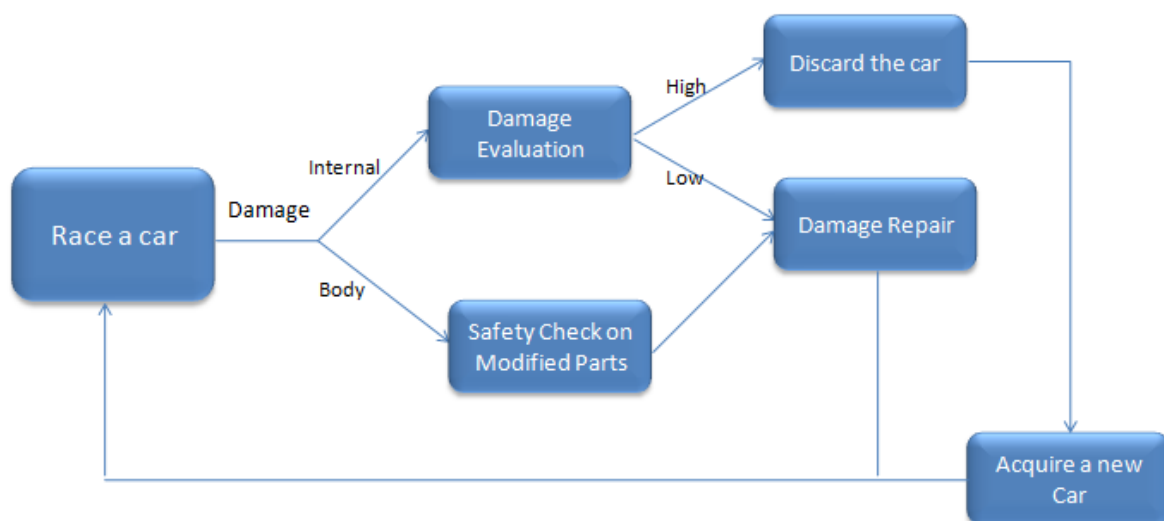 Race a car
Damage
Internal
Body
Damage
Evaluation
Safety Check on
Modified Parts
High
Low
Discard the car
Damage Repair
Acquire a new
Car